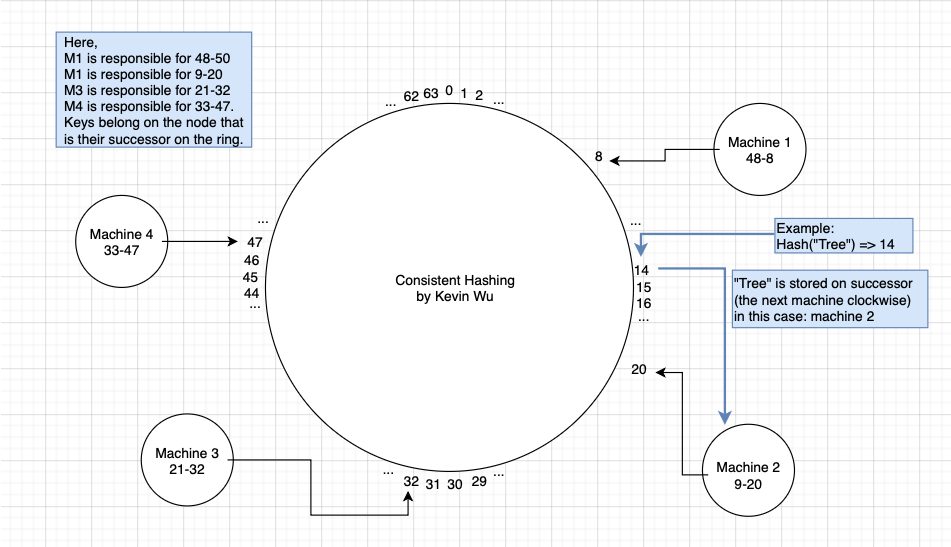 Here,
M1 is responsible for 48-50
M1 is responsible for 9-20
M3 is responsible for 21-32
M4 is responsible for 33-47.
Keys belong on the node that
is their successor on the ring.
... 62 63 0 1 2 ...
Machine 1
48-8
8
...
Machine 4
33-47
...
47
46
45
44
...
Example:
Hash("Tree") => 14
14
15
16
...
"Tree" is stored on successor
(the next machine clockwise)
in this case: machine 2
Consistent Hashing
by Kevin Wu
20
Machine 3
21-32
... 32 31 30 29 ...
Machine 2
9-20